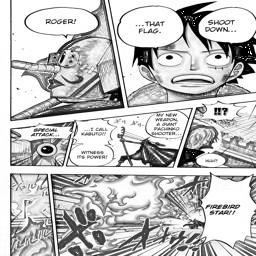 SHOOT
DOWN...
...THAT
FLAG.
ROGER!
!!?
HUH?
MY NEW
WEAPON,
A GIANT
PACHINKO
SHOOTER...
...I CALL
KABUTO!!
WITNESS
ITS POWER!
SPECIAL
ATTACK...
FIREBIRD
STAR!!